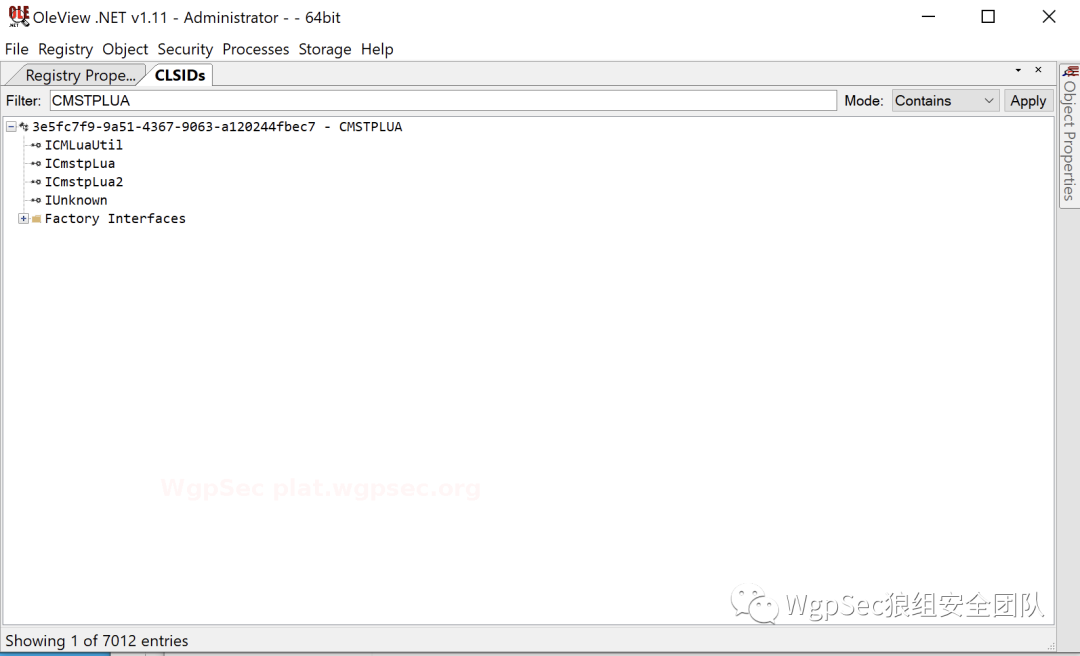 OLE .NET OleView .NET v1.11 - Administrator - - 64bit
File Registry Object Security Processes Storage Help
Registry Prope... CLSIDs
Filter: CMSTPLUA Mode: Contains Apply
3e5fc7f9-9a51-4367-9063-a120244fbec7 - CMSTPLUA
ICMLuaUtil
ICmstpLua
ICmstpLua2
IUnknown
Factory Interfaces
Object Properties
WgpSec plat.wgpsec.org
WgpSec狼组安全团队
Showing 1 of 7012 entries